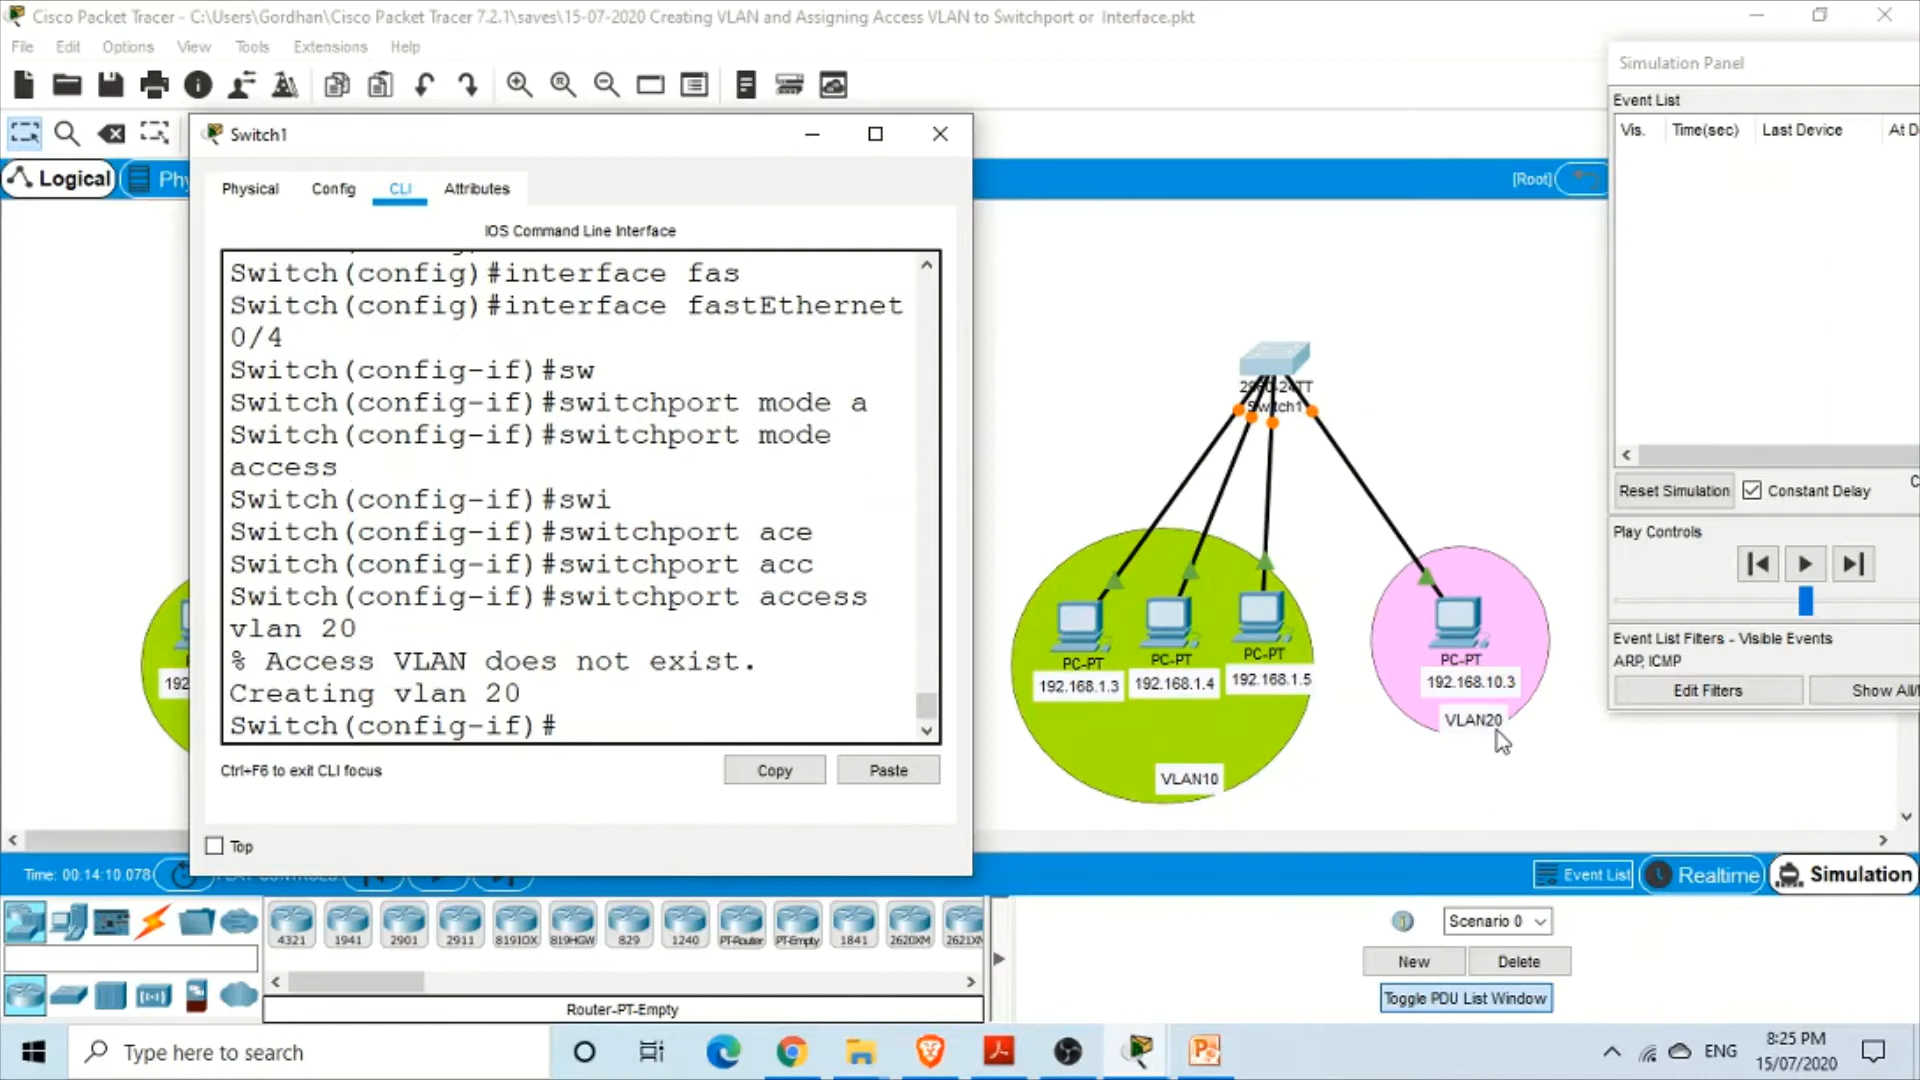 Cisco Packet Tracer - C:\Users\Gordhan\Cisco Packet Tracer 7.2.1\saves\15-07-2020 Creating VLAN and Assigning Access VLAN to Switchport or Interface.pkt
File Edit Options View Tools Extensions Help
Simulation Panel
Event List
Vis. Time(sec) Last Device At D
Switch1
Logical
Phy
[Root]
Physical Config CLI Attributes
IOS Command Line Interface
Switch(config)#interface fas
Switch(config)#interface fastEthernet
0/4
Switch(config-if)#sw
Switch(config-if)#switchport mode a
Switch(config-if)#switchport mode
access
Switch(config-if)#swi
Switch(config-if)#switchport ace
Switch(config-if)#switchport acc
Switch(config-if)#switchport access
vlan 20
% Access VLAN does not exist.
Creating vlan 20
Switch(config-if)#
Ctrl+F6 to exit CLI focus
Copy
Paste
Top
192
2960-24TT
Switch1
PC-PT
192.168.1.3
PC-PT
192.168.1.4
PC-PT
192.168.1.5
VLAN10
PC-PT
192.168.10.3
VLAN20
Reset Simulation Constant Delay C
Play Controls
Event List Filters - Visible Events
ARP, ICMP
Edit Filters Show All/
Time: 00:14:10.078
Event List Realtime Simulation
4321 1941 2901 2911 819IOX 819HGW 829 1240 PT-Router PT-Empty 1841 2620XM 2621X
Router-PT-Empty
Scenario 0
New Delete
Toggle PDU List Window
Type here to search
ENG
8:25 PM
15/07/2020